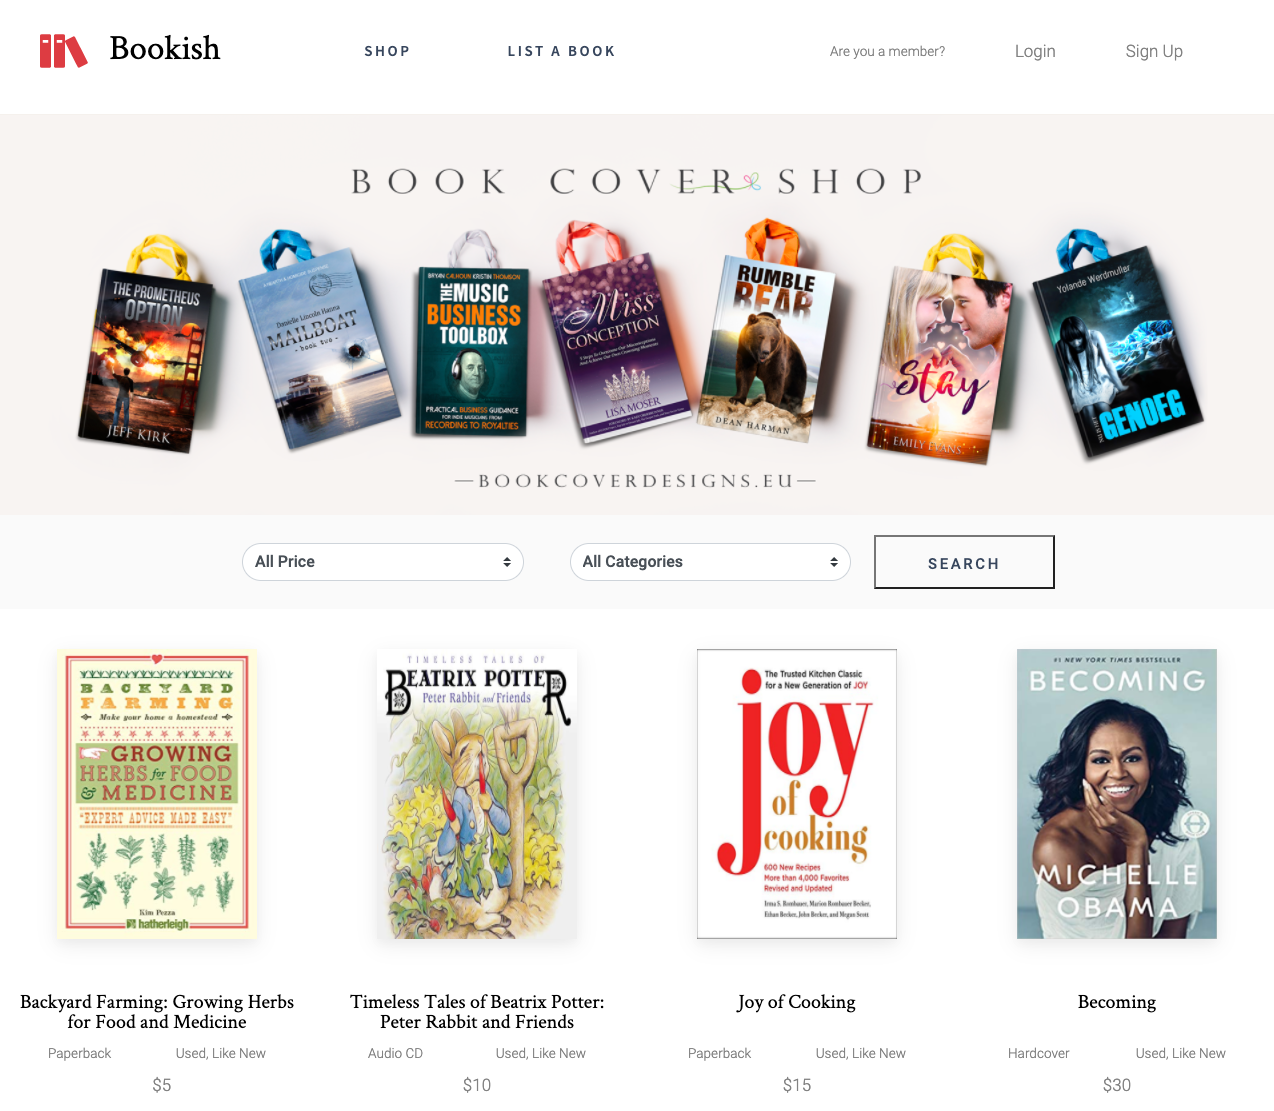 Bookish
SHOP
LIST A BOOK
Are you a member?
Login
Sign Up
BOOK COVER SHOP
THE PROMETHEUS
OPTION
JEFF KIRK
Danielle Lincoln Hanna
MAILBOAT
- book two -
BRYAN CALHOUN KRISTIN THOMSON
THE MUSIC
BUSINESS
TOOLBOX
PRACTICAL BUSINESS GUIDANCE
FOR INDIE MUSICIANS FROM
RECORDING TO ROYALTIES
Miss
CONCEPTION
LISA MOSER
RUMBLE
BEAR
DEAN HARMAN
Stay
EMILY EVANS
Yolande Werdmuller
GENOEG
—BOOKCOVERDESIGNS.EU—
All Price
All Categories
SEARCH
BACKYARD
FARMING
Make your home a homestead
GROWING
HERBS for FOOD
& MEDICINE
"EXPERT ADVICE MADE EASY"
Kim Pezza
hatherleigh
TIMELESS TALES OF
BEATRIX POTTER
Peter Rabbit and Friends
The Trusted Kitchen Classic
for a New Generation of JOY
joy
of
cooking
600 New Recipes
More than 4,000 Favorites
Revised and Updated
Irma S. Rombauer, Marion Rombauer Becker,
Ethan Becker, John Becker, and Megan Scott
#1 NEW YORK TIMES BESTSELLER
BECOMING
MICHELLE
OBAMA
Backyard Farming: Growing Herbs
for Food and Medicine
Paperback
Used, Like New
$5
Timeless Tales of Beatrix Potter:
Peter Rabbit and Friends
Audio CD
Used, Like New
$10
Joy of Cooking
Paperback
Used, Like New
$15
Becoming
Hardcover
Used, Like New
$30